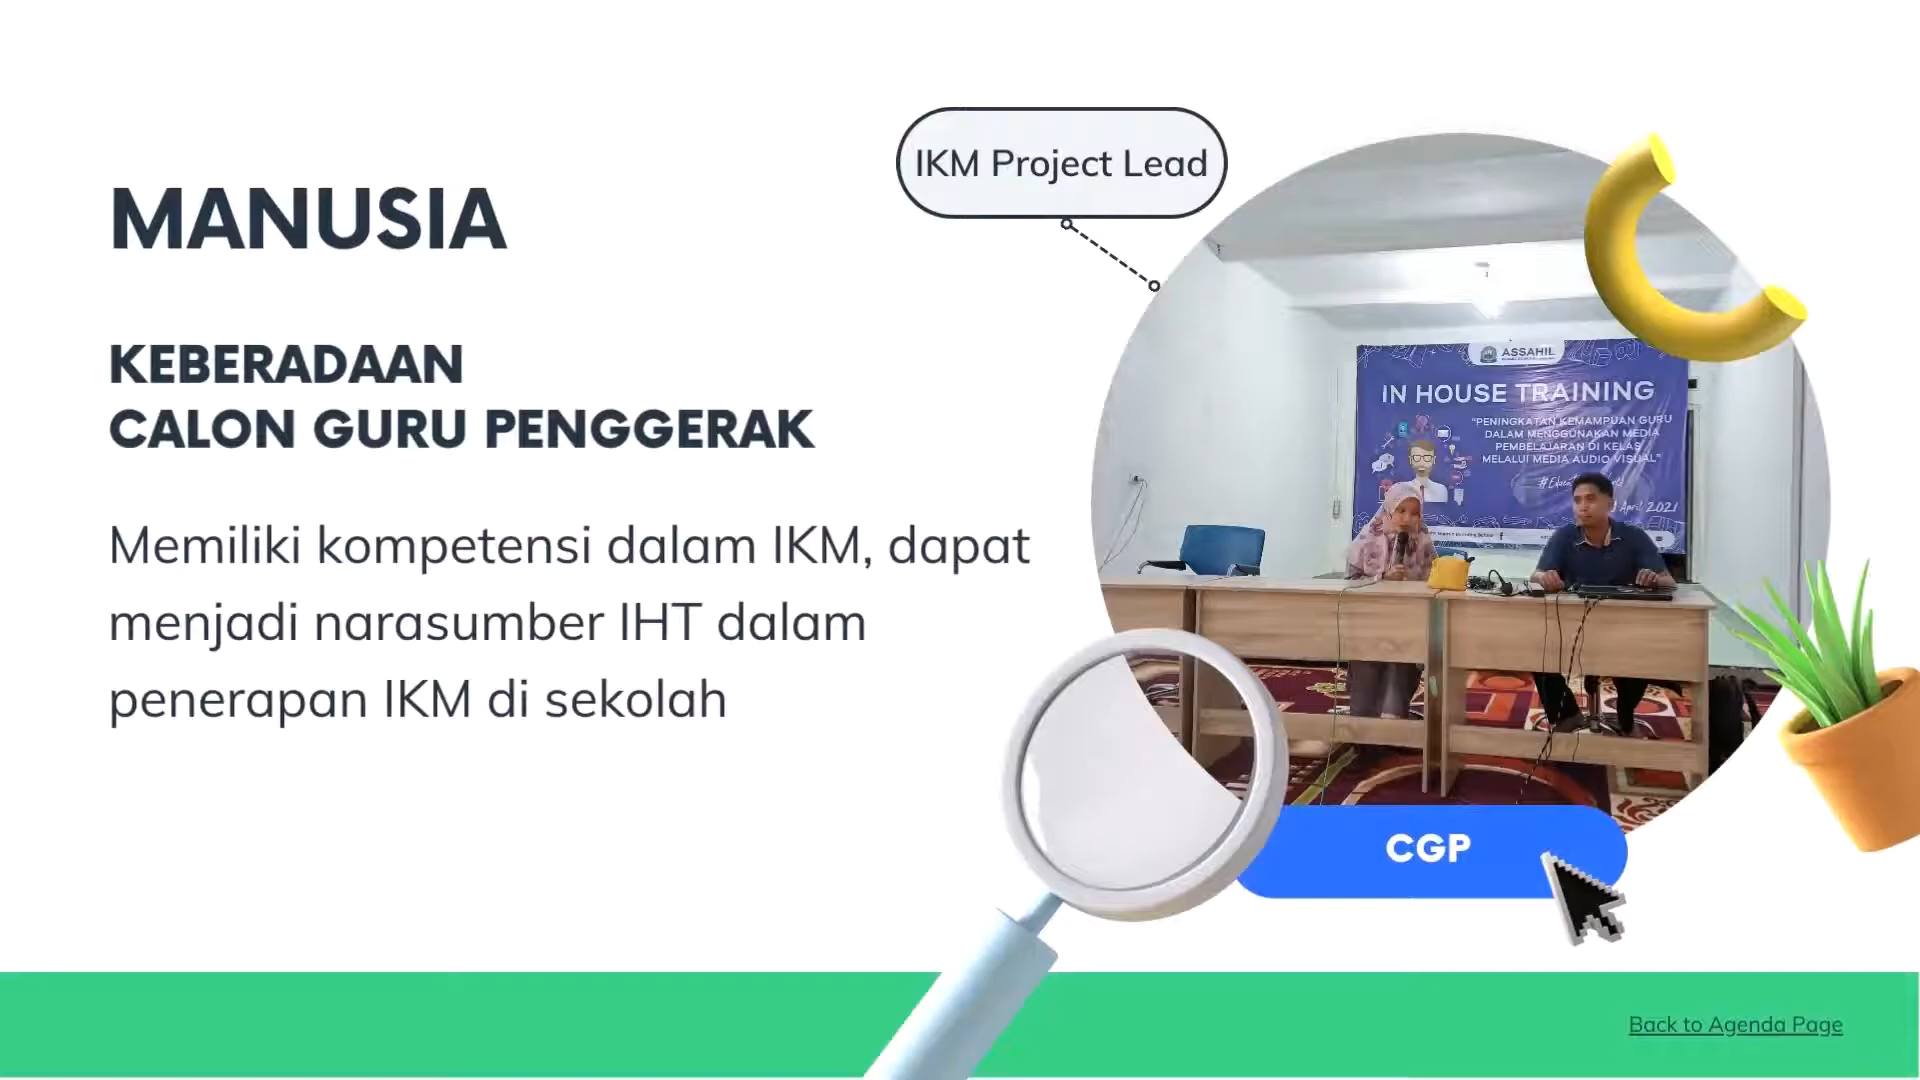 IKM Project Lead
MANUSIA
KEBERADAAN
CALON GURU PENGGERAK
Memiliki kompetensi dalam IKM, dapat
menjadi narasumber IHT dalam
penerapan IKM di sekolah
ASSAHIL
IN HOUSE TRAINING
"PENINGKATAN KEMAMPUAN GURU
DALAM MENGGUNAKAN MEDIA
PEMBELAJARAN DI KELAS
MELALUI MEDIA AUDIO VISUAL"
April 2021
CGP
Back to Agenda Page